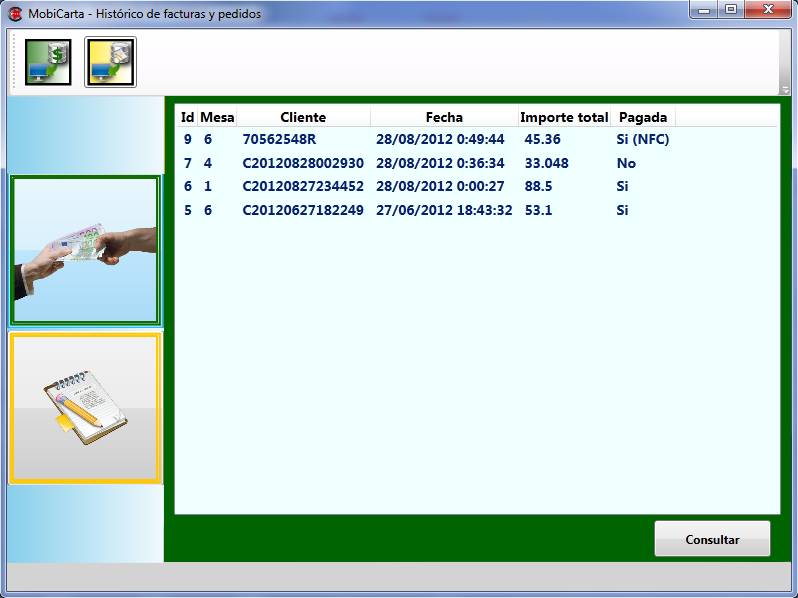 MobiCarta - Histórico de facturas y pedidos
Id Mesa Cliente Fecha Importe total Pagada
9 6 70562548R 28/08/2012 0:49:44 45.36 Si (NFC)
7 4 C20120828002930 28/08/2012 0:36:34 33.048 No
6 1 C20120827234452 28/08/2012 0:00:27 88.5 Si
5 6 C20120627182249 27/06/2012 18:43:32 53.1 Si
Consultar